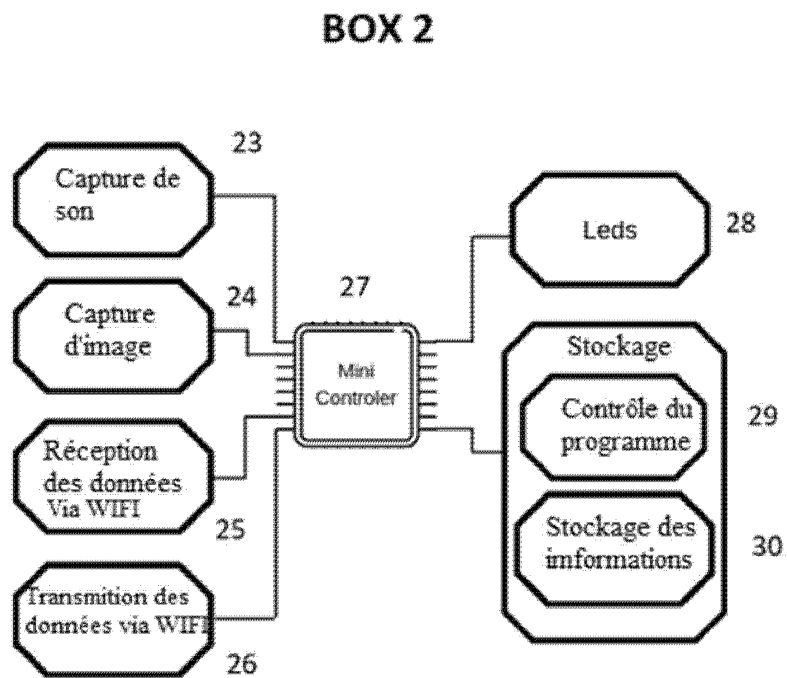 BOX 2
23
Capture de
son
24
Capture
d'image
Réception
des données
Via WIFI
25
Transmition des
données via WIFI
26
27
Mini
Controler
Leds
28
Stockage
Contrôle du
programme
29
Stockage des
imformations
30